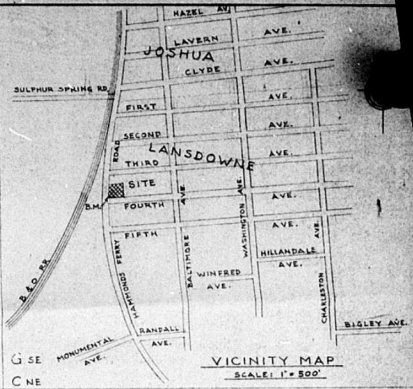 HAZEL AVE.
LAVERN AVE.
JOSHUA
CLYDE AVE.
SULPHUR SPRING RD.
FIRST AVE.
SECOND AVE.
LANSDOWNE
THIRD AVE.
SITE
B.M.
FOURTH AVE.
FIFTH AVE.
HAMMONDS FERRY ROAD
BALTIMORE AVE.
WASHINGTON AVE.
CHARLESTON AVE.
B.&O. RR.
HILLANDALE AVE.
WINFRED AVE.
RANDALL AVE.
MONUMENTAL AVE.
BIGLEY AVE.
G SE
C NE
VICINITY MAP
SCALE: 1" = 500'